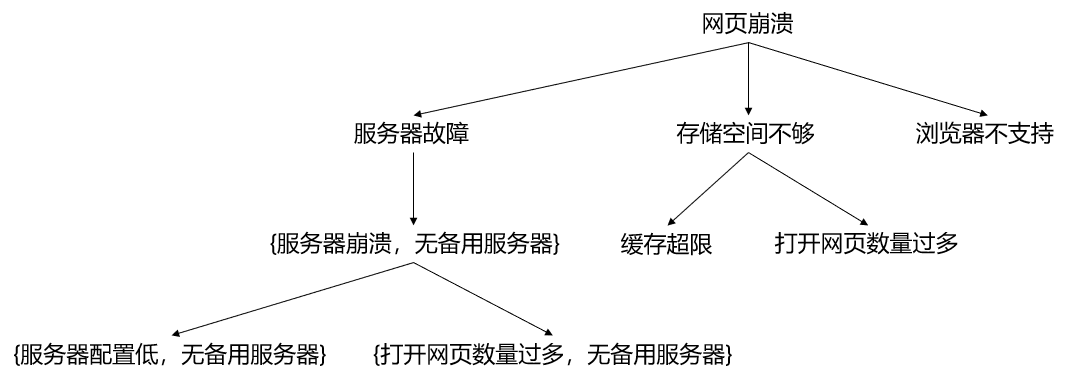 网页崩溃
服务器故障
存储空间不够
浏览器不支持
{服务器崩溃，无备用服务器}
缓存超限
打开网页数量过多
{服务器配置低，无备用服务器}
{打开网页数量过多，无备用服务器}